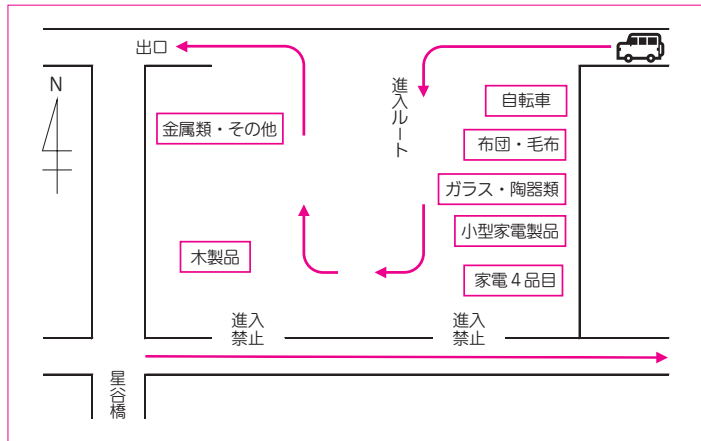 出口
N
進入ルート
自転車
金属類・その他
布団・毛布
ガラス・陶器類
小型家電製品
木製品
家電４品目
進入
禁止
進入
禁止
星谷橋